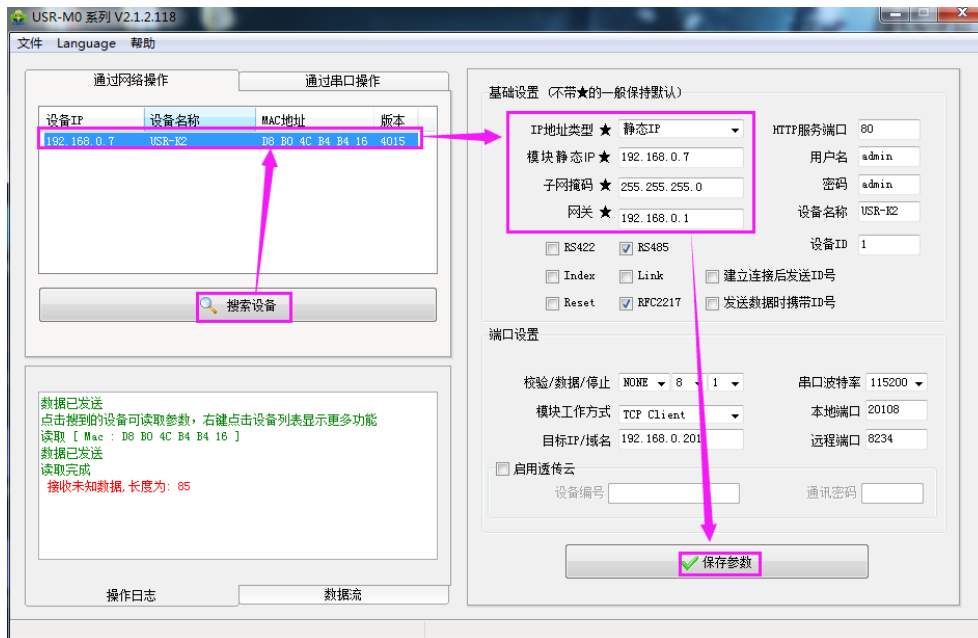 USR-M0 系列 V2.1.2.118
文件 Language 帮助
通过网络操作 通过串口操作
设备IP 设备名称 MAC地址 版本
192.168.0.7 USR-K2 D8 B0 4C B4 B4 16 4015
搜索设备
数据已发送
点击搜到的设备可读取参数，右键点击设备列表显示更多功能
读取 [ Mac : D8 B0 4C B4 B4 16 ]
数据已发送
读取完成
接收未知数据,长度为: 85
操作日志 数据流
基础设置 （不带★的一般保持默认）
IP地址类型 ★ 静态IP HTTP服务端口 80
模块静态IP★ 192.168.0.7 用户名 admin
子网掩码 ★ 255.255.255.0 密码 admin
网关 ★ 192.168.0.1 设备名称 USR-K2
RS422 RS485 设备ID 1
Index Link 建立连接后发送ID号
Reset RFC2217 发送数据时携带ID号
端口设置
校验/数据/停止 NONE 8 1 串口波特率 115200
模块工作方式 TCP Client 本地端口 20108
目标IP/域名 192.168.0.201 远程端口 8234
启用透传云
设备编号 通讯密码
保存参数